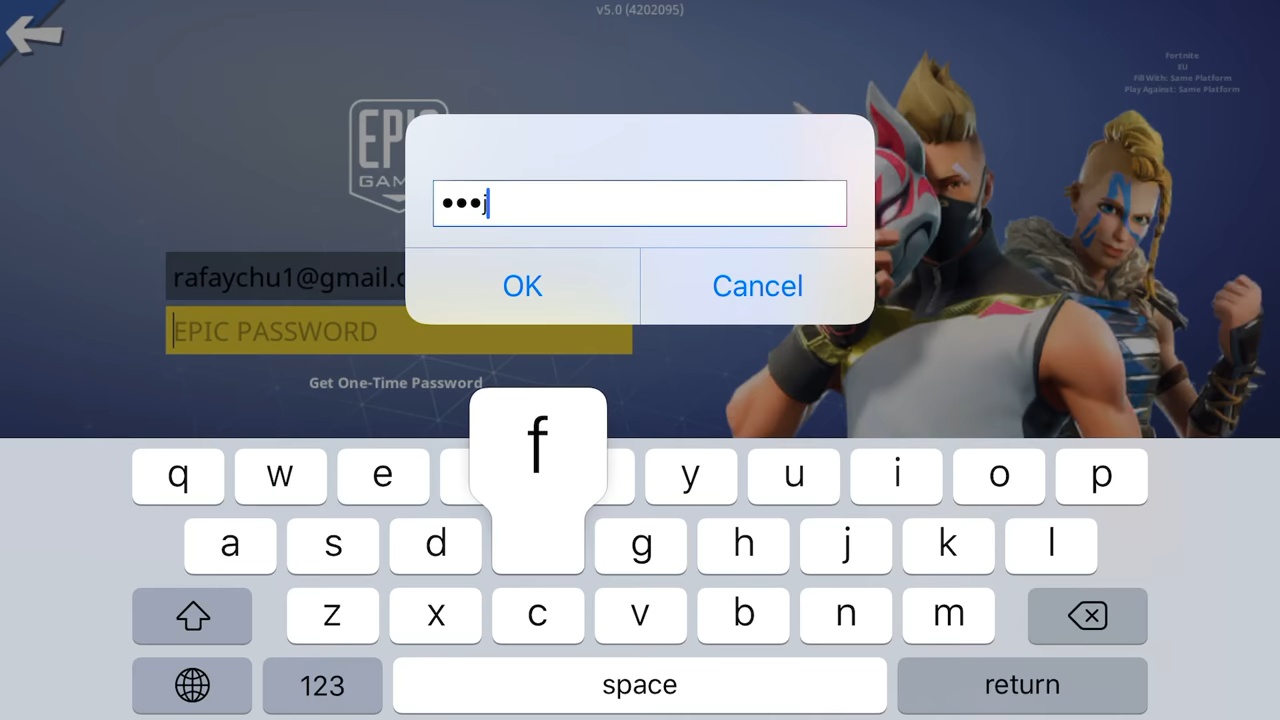 v5.0 (4202095)
Fortnite
EU
Fill With: Same Platform
Play Against: Same Platform
EPIC
GAM
•••j
OK Cancel
rafaychu1@gmail.c
EPIC PASSWORD
Get One-Time Password
f
q w e y u i o p
a s d g h j k l
z x c v b n m
123 space return